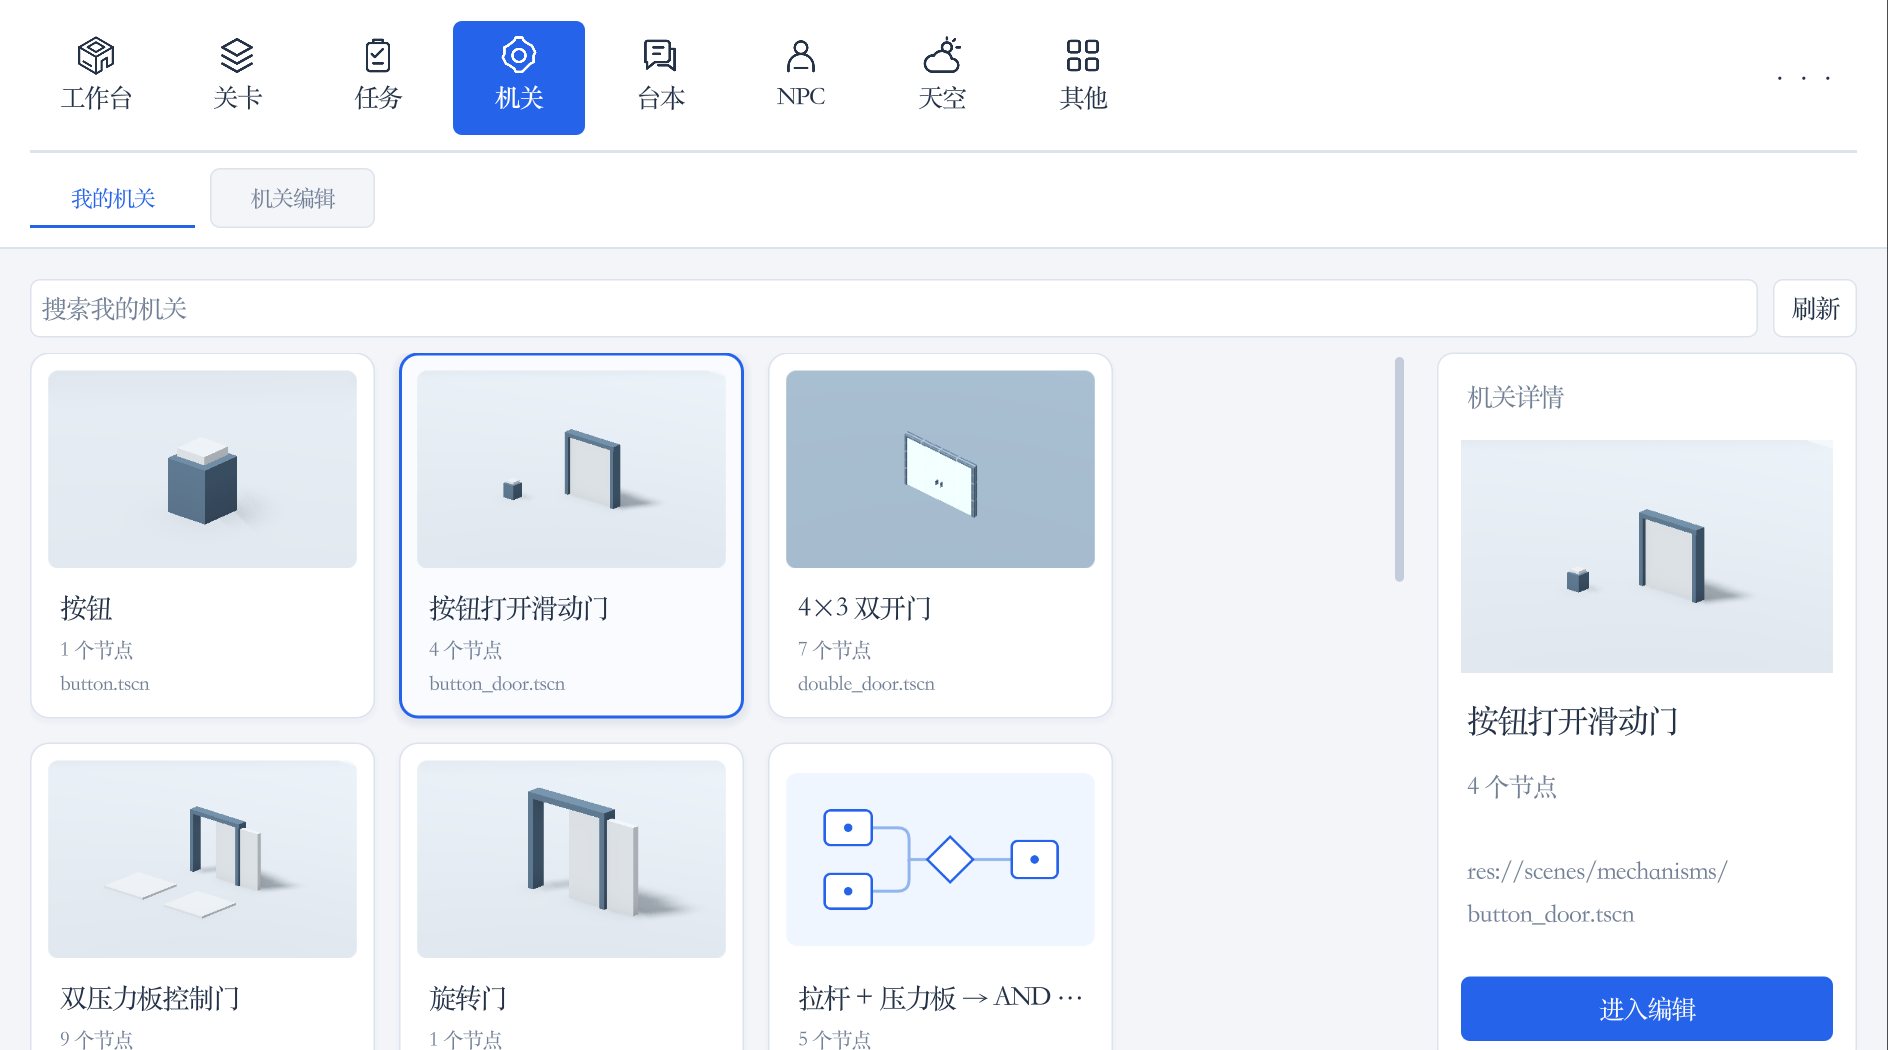 工作台
关卡
任务
机关
台本
NPC
天空
其他
· · ·
我的机关
机关编辑
搜索我的机关
刷新
按钮
1 个节点
button.tscn
按钮打开滑动门
4 个节点
button_door.tscn
4×3 双开门
7 个节点
double_door.tscn
双压力板控制门
9 个节点
旋转门
1 个节点
拉杆 + 压力板 → AND ···
5 个节点
机关详情
按钮打开滑动门
4 个节点
res://scenes/mechanisms/
button_door.tscn
进入编辑